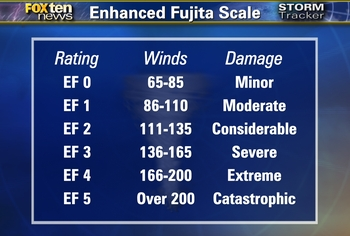 FOX ten news
Enhanced Fujita Scale
STORM Tracker
Rating Winds Damage
EF 0 65-85 Minor
EF 1 86-110 Moderate
EF 2 111-135 Considerable
EF 3 136-165 Severe
EF 4 166-200 Extreme
EF 5 Over 200 Catastrophic